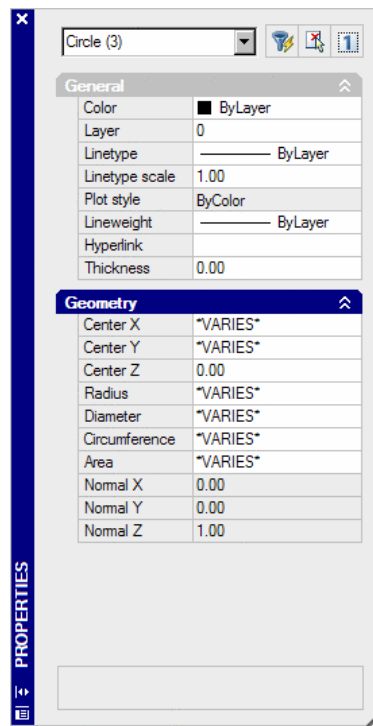 Circle (3)
1
General
Color ByLayer
Layer 0
Linetype ByLayer
Linetype scale 1.00
Plot style ByColor
Lineweight ByLayer
Hyperlink
Thickness 0.00
Geometry
Center X *VARIES*
Center Y *VARIES*
Center Z 0.00
Radius *VARIES*
Diameter *VARIES*
Circumference *VARIES*
Area *VARIES*
Normal X 0.00
Normal Y 0.00
Normal Z 1.00
PROPERTIES